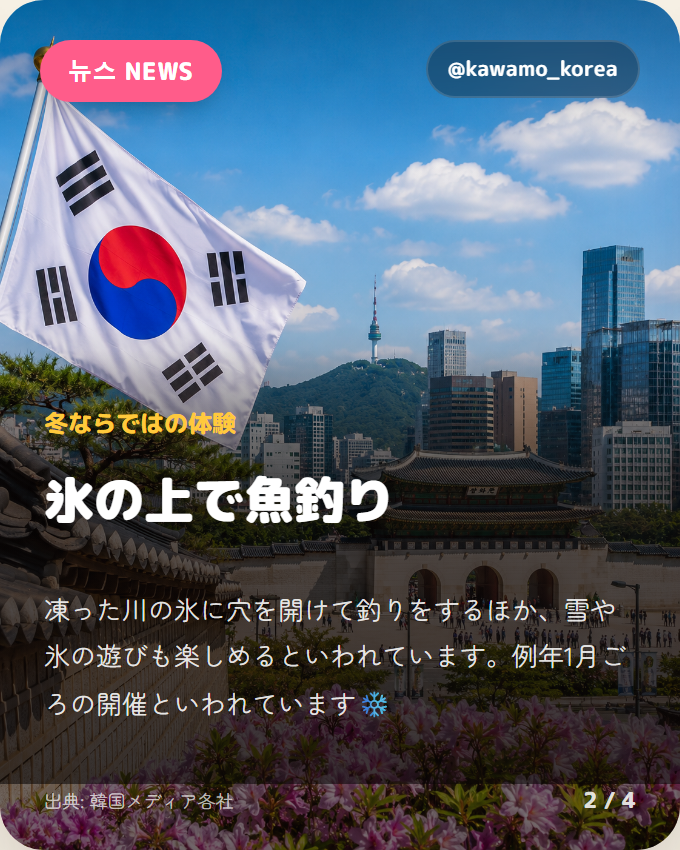 뉴스 NEWS
@kawamo_korea
冬ならではの体験
氷の上で魚釣り
凍った川の氷に穴を開けて釣りをするほか、雪や
氷の遊びも楽しめるといわれています。例年1月ご
ろの開催といわれています❄️
出典: 韓国メディア各社
2 / 4